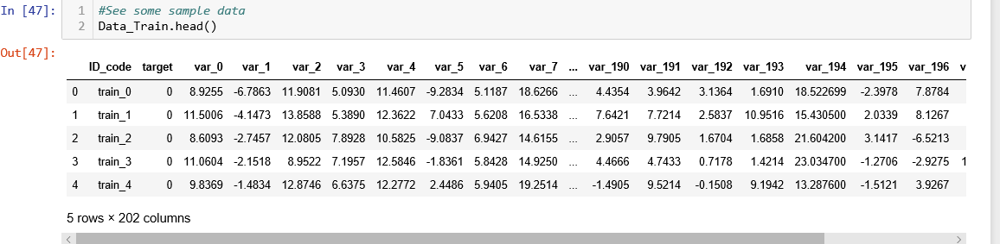 In [47]: 1 #See some sample data
2 Data_Train.head()
Out[47]:
ID_code target var_0 var_1 var_2 var_3 var_4 var_5 var_6 var_7 ... var_190 var_191 var_192 var_193 var_194 var_195 var_196 v
0 train_0 0 8.9255 -6.7863 11.9081 5.0930 11.4607 -9.2834 5.1187 18.6266 ... 4.4354 3.9642 3.1364 1.6910 18.522699 -2.3978 7.8784
1 train_1 0 11.5006 -4.1473 13.8588 5.3890 12.3622 7.0433 5.6208 16.5338 ... 7.6421 7.7214 2.5837 10.9516 15.430500 2.0339 8.1267
2 train_2 0 8.6093 -2.7457 12.0805 7.8928 10.5825 -9.0837 6.9427 14.6155 ... 2.9057 9.7905 1.6704 1.6858 21.604200 3.1417 -6.5213
3 train_3 0 11.0604 -2.1518 8.9522 7.1957 12.5846 -1.8361 5.8428 14.9250 ... 4.4666 4.7433 0.7178 1.4214 23.034700 -1.2706 -2.9275 1
4 train_4 0 9.8369 -1.4834 12.8746 6.6375 12.2772 2.4486 5.9405 19.2514 ... -1.4905 9.5214 -0.1508 9.1942 13.287600 -1.5121 3.9267
5 rows × 202 columns